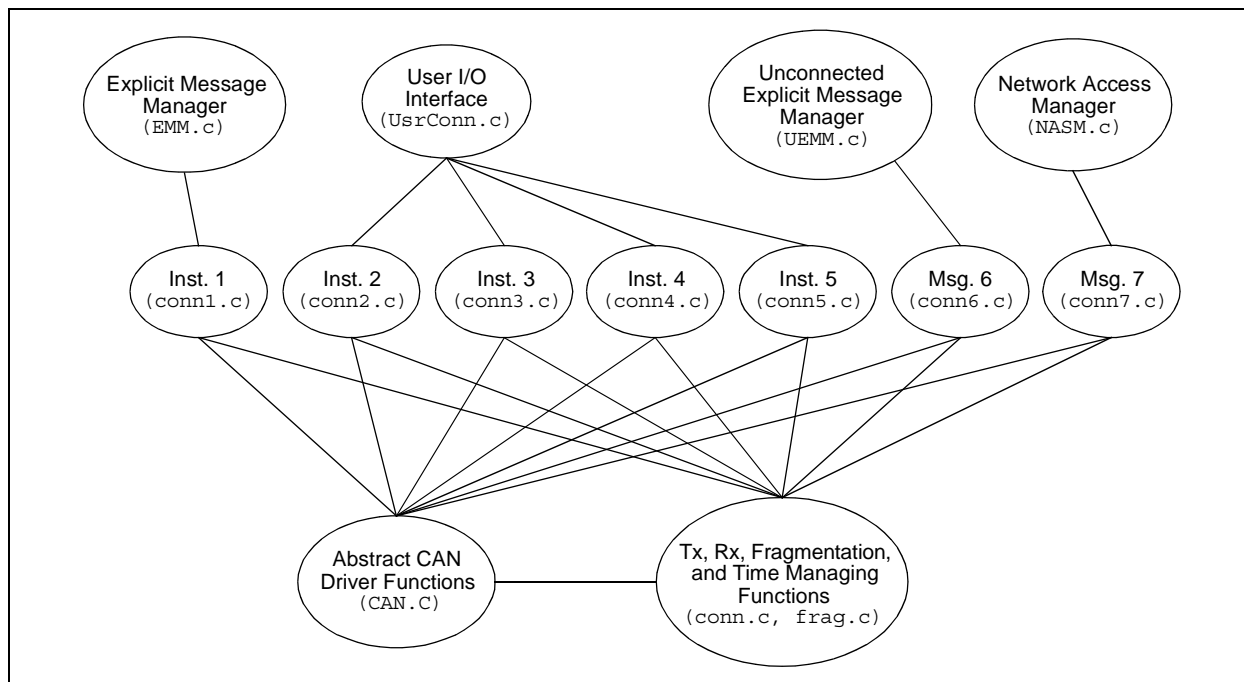 Explicit Message
Manager
(EMM.c)
User I/O
Interface
(UsrConn.c)
Unconnected
Explicit Message
Manager
(UEMM.c)
Network Access
Manager
(NASM.c)
Inst. 1
(conn1.c)
Inst. 2
(conn2.c)
Inst. 3
(conn3.c)
Inst. 4
(conn4.c)
Inst. 5
(conn5.c)
Msg. 6
(conn6.c)
Msg. 7
(conn7.c)
Abstract CAN
Driver Functions
(CAN.C)
Tx, Rx, Fragmentation,
and Time Managing
Functions
(conn.c, frag.c)